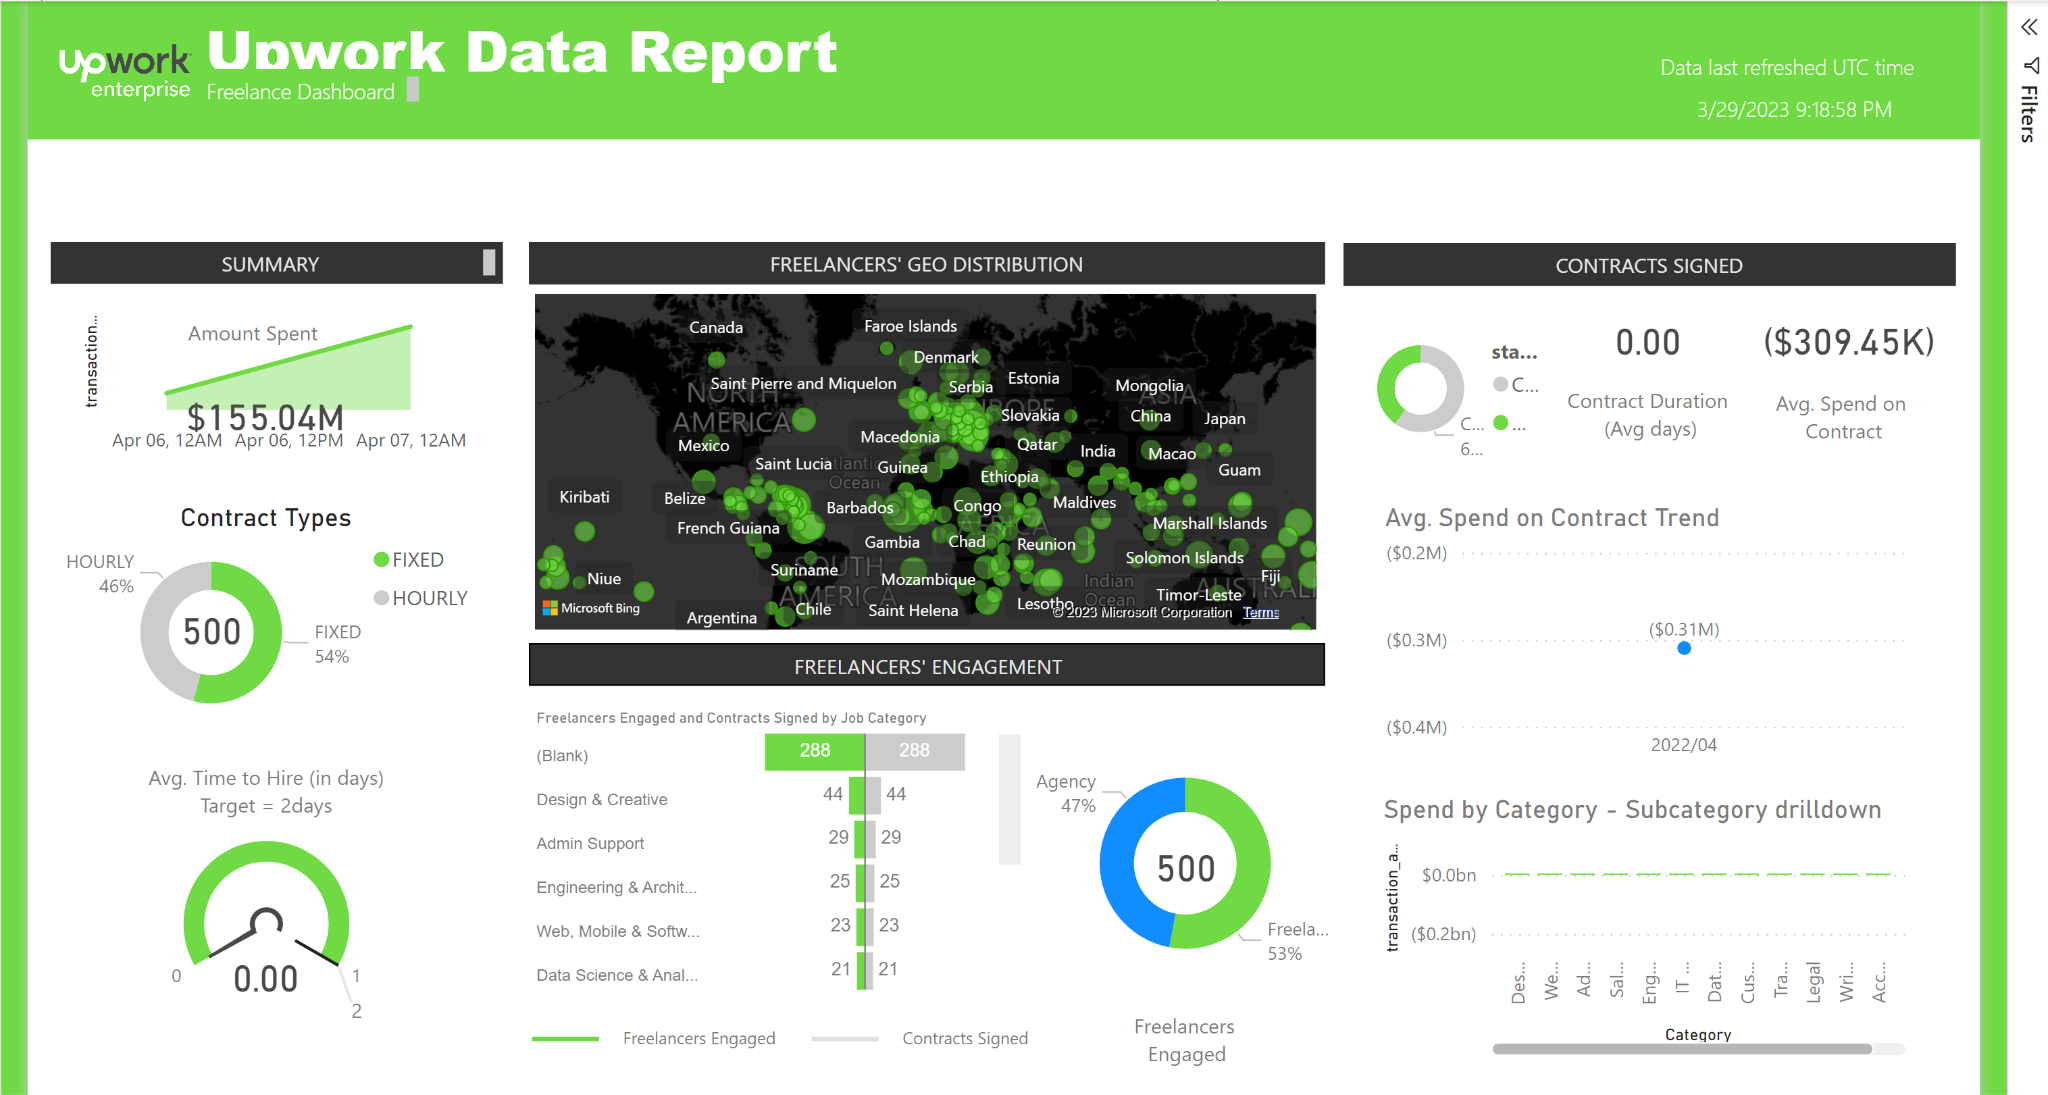 upwork
enterprise
Upwork Data Report
Freelance Dashboard
Data last refreshed UTC time
3/29/2023 9:18:58 PM
Filters
SUMMARY
transaction...
Amount Spent
$155.04M
Apr 06, 12AM
Apr 06, 12PM
Apr 07, 12AM
Contract Types
HOURLY
46%
500
FIXED
54%
FIXED
HOURLY
Avg. Time to Hire (in days)
Target = 2days
0
0.00
1
2
FREELANCERS' GEO DISTRIBUTION
Canada
Faroe Islands
Denmark
Saint Pierre and Miquelon
Serbia
Estonia
Mongolia
NORTH
AMERICA
EUROPE
ASIA
Slovakia
China
Japan
Mexico
Macedonia
Qatar
India
Macao
Saint Lucia
Atlantic
Ocean
Guinea
Ethiopia
Guam
Kiribati
Belize
Barbados
Congo
Maldives
AFRICA
French Guiana
Marshall Islands
Gambia
Chad
Reunion
Solomon Islands
Suriname
SOUTH
AMERICA
Niue
Mozambique
Indian
Ocean
Fiji
AUSTRALI
Timor-Leste
Microsoft Bing
Argentina
Chile
Saint Helena
Lesotho
© 2023 Microsoft Corporation
Terms
FREELANCERS' ENGAGEMENT
Freelancers Engaged and Contracts Signed by Job Category
(Blank) 288 288
Design & Creative 44 44
Admin Support 29 29
Engineering & Archit... 25 25
Web, Mobile & Softw... 23 23
Data Science & Anal... 21 21
Freelancers Engaged
Contracts Signed
Agency
47%
500
Freela...
53%
Freelancers
Engaged
CONTRACTS SIGNED
sta...
C...
...
C...
6...
0.00
Contract Duration
(Avg days)
($309.45K)
Avg. Spend on
Contract
Avg. Spend on Contract Trend
($0.2M)
($0.3M)
($0.4M)
($0.31M)
2022/04
Spend by Category - Subcategory drilldown
transaction_a...
$0.0bn
($0.2bn)
Des...
We...
Ad...
Sal...
Eng...
IT ...
Dat...
Cus...
Tra...
Legal
Wri...
Acc...
Category